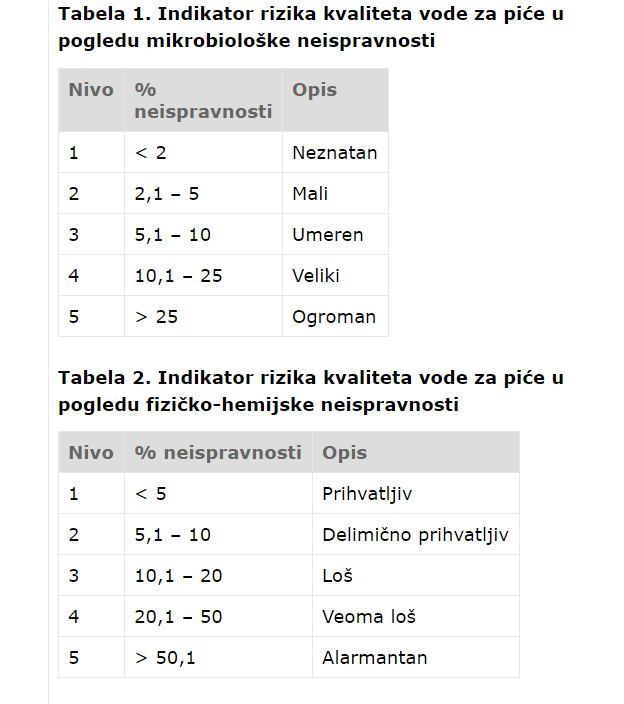 Tabela 1. Indikator rizika kvaliteta vode za piće u
pogledu mikrobiološke neispravnosti
Nivo % neispravnosti Opis
1 < 2 Neznatan
2 2,1 – 5 Mali
3 5,1 – 10 Umeren
4 10,1 – 25 Veliki
5 > 25 Ogroman
Tabela 2. Indikator rizika kvaliteta vode za piće u
pogledu fizičko-hemijske neispravnosti
Nivo % neispravnosti Opis
1 < 5 Prihvatljiv
2 5,1 – 10 Delimično prihvatljiv
3 10,1 – 20 Loš
4 20,1 – 50 Veoma loš
5 > 50,1 Alarmantan